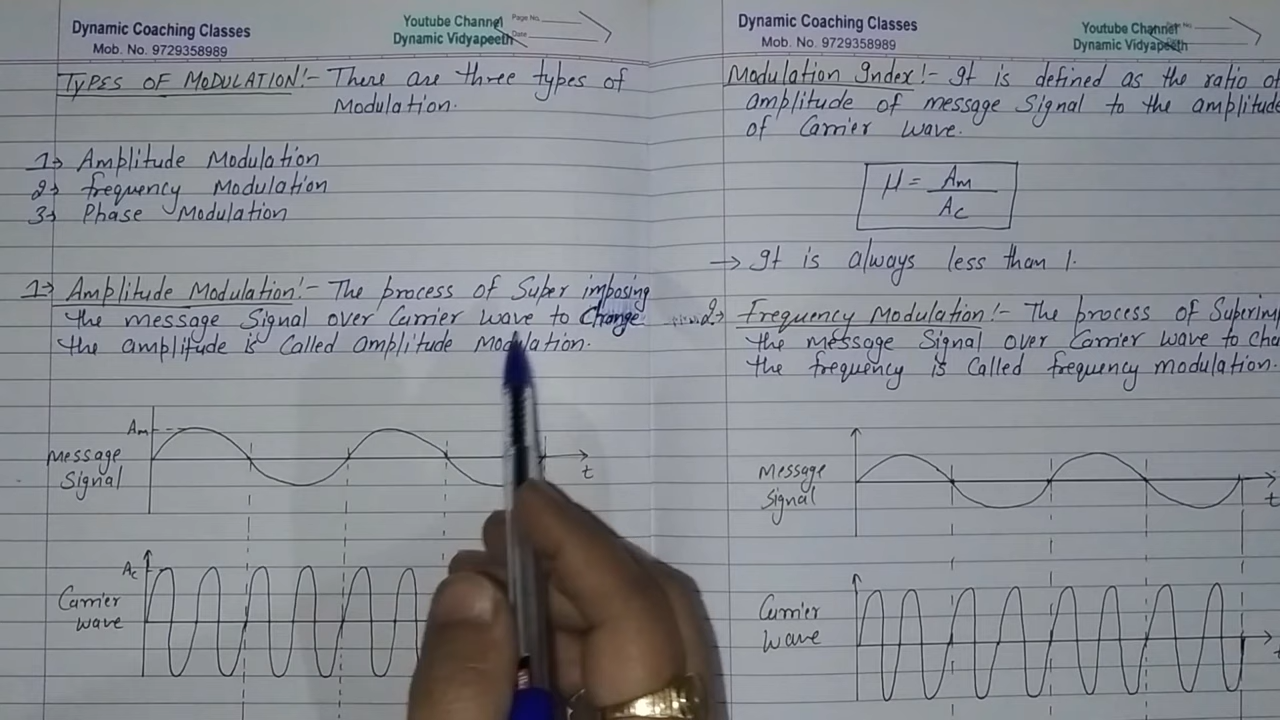 Dynamic Coaching Classes
Mob. No. 9729358989
Youtube Channel
Dynamic Vidyapeeth
Page No.
Date
TYPES OF MODULATION:- There are three types of
Modulation.
1→ Amplitude Modulation
2→ frequency Modulation
3→ Phase Modulation
1→ Amplitude Modulation:- The process of Super imposing
the message Signal over Carrier wave to Change
the amplitude is Called amplitude Modulation.
Am
Message
Signal
t
Ac
Carrier
wave
Dynamic Coaching Classes
Mob. No. 9729358989
Youtube Channel
Dynamic Vidyapeeth
Modulation Index:- It is defined as the ratio of
amplitude of message Signal to the amplitude
of Carrier wave.
μ = Am
Ac
→ It is always less than 1.
2→ Frequency Modulation:- The process of Superimp
the message Signal over Carrier wave to cha
the frequency is Called frequency modulation.
Message
Signal
t
Carrier
Wave
t